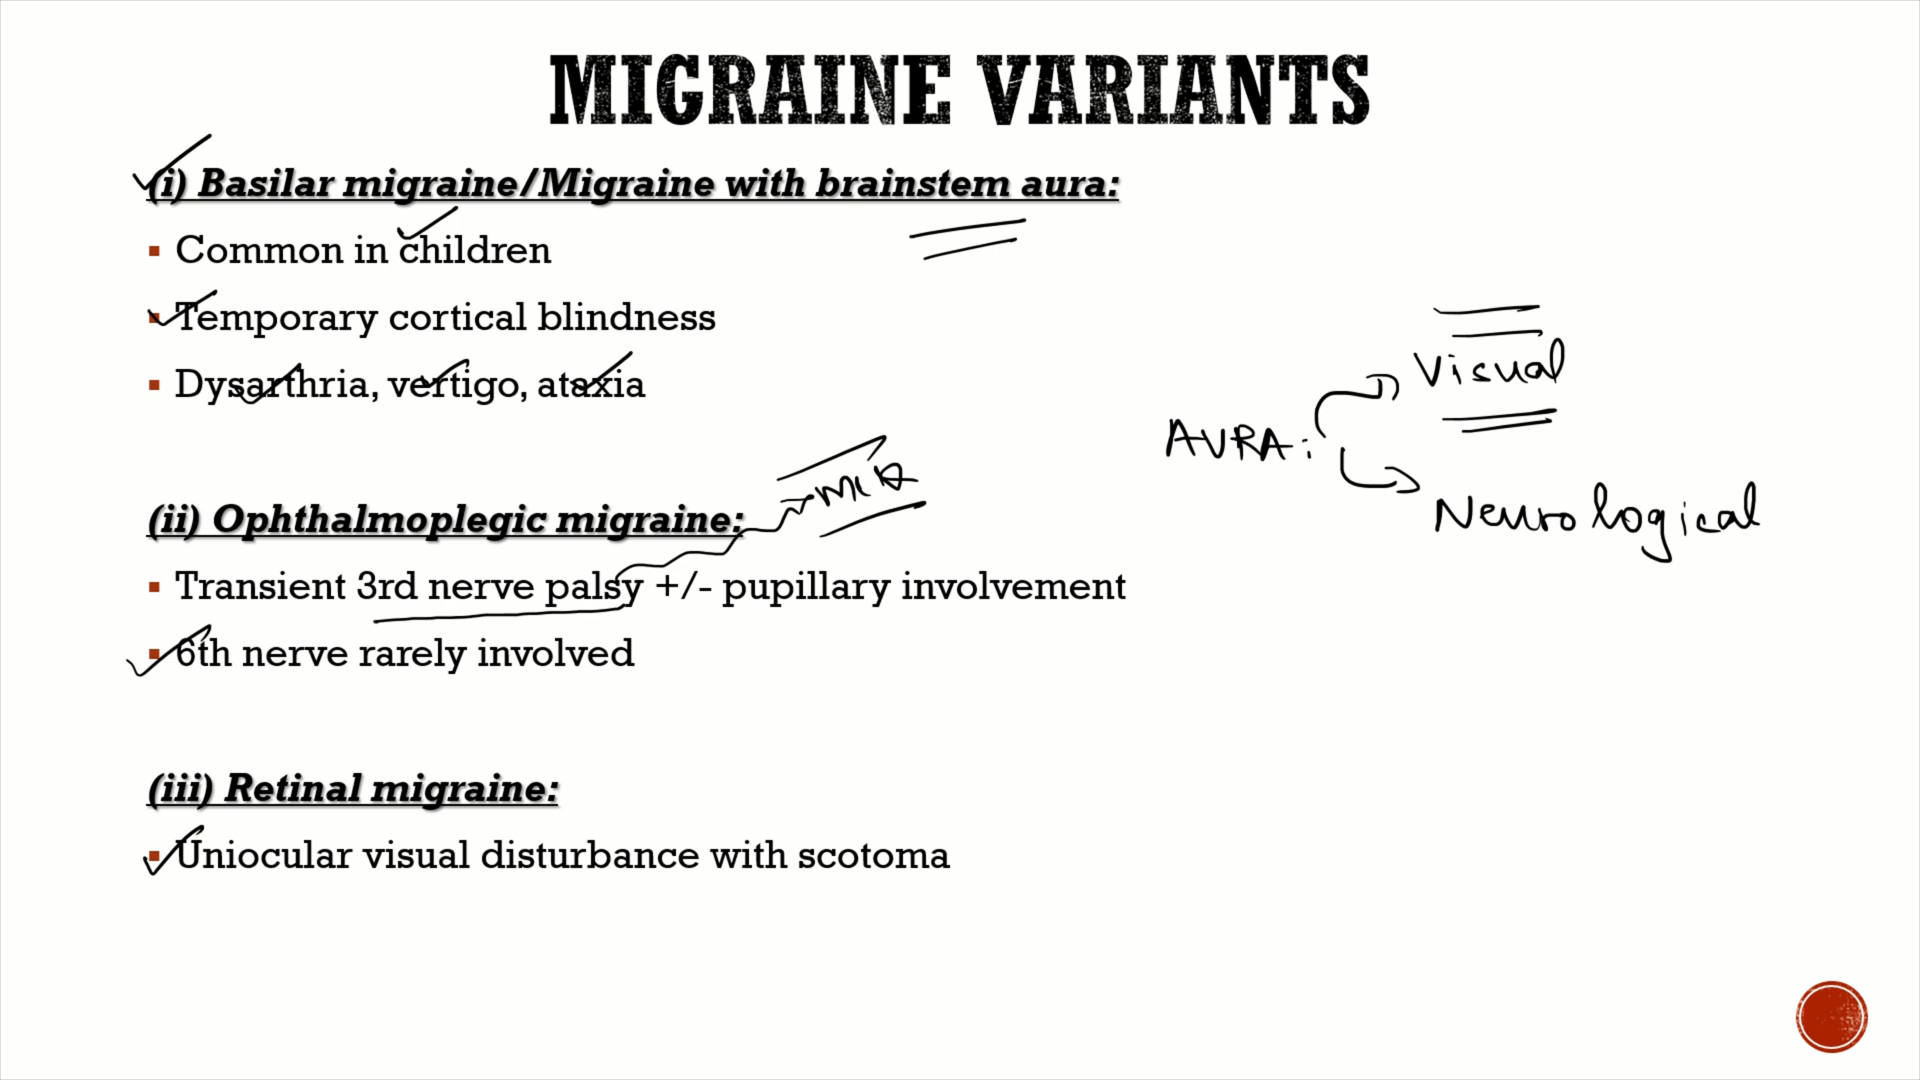 MIGRAINE VARIANTS
(i) Basilar migraine/Migraine with brainstem aura:
Common in children
Temporary cortical blindness
Dysarthria, vertigo, ataxia
(ii) Ophthalmoplegic migraine:
MCQ
Transient 3rd nerve palsy +/- pupillary involvement
6th nerve rarely involved
(iii) Retinal migraine:
Uniocular visual disturbance with scotoma
AURA:
Visual
Neurological